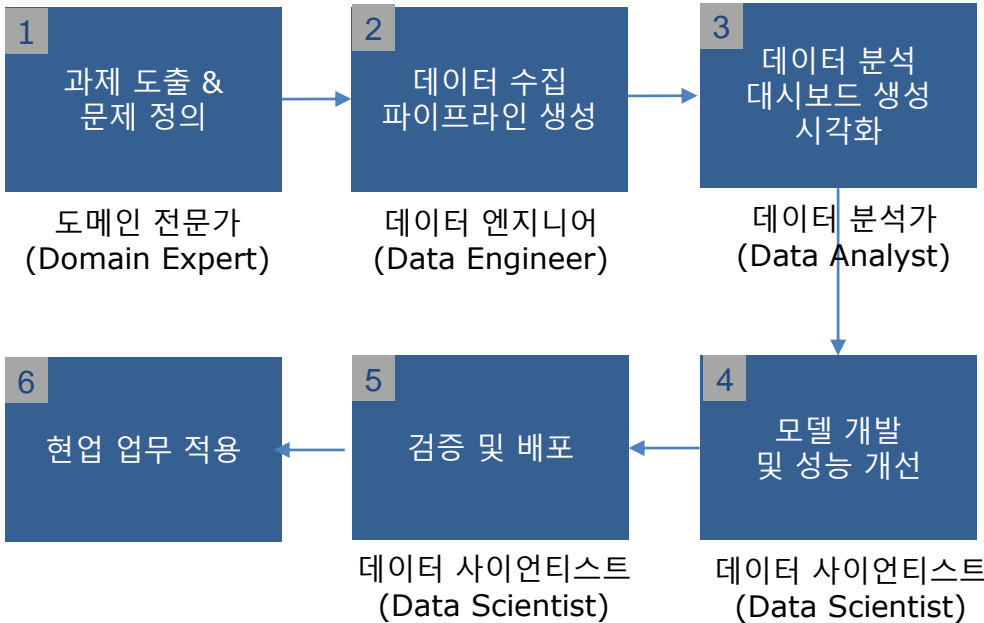 1
과제 도출 &
문제 정의
도메인 전문가
(Domain Expert)
2
데이터 수집
파이프라인 생성
데이터 엔지니어
(Data Engineer)
3
데이터 분석
대시보드 생성
시각화
데이터 분석가
(Data Analyst)
4
모델 개발
및 성능 개선
데이터 사이언티스트
(Data Scientist)
5
검증 및 배포
데이터 사이언티스트
(Data Scientist)
6
현업 업무 적용